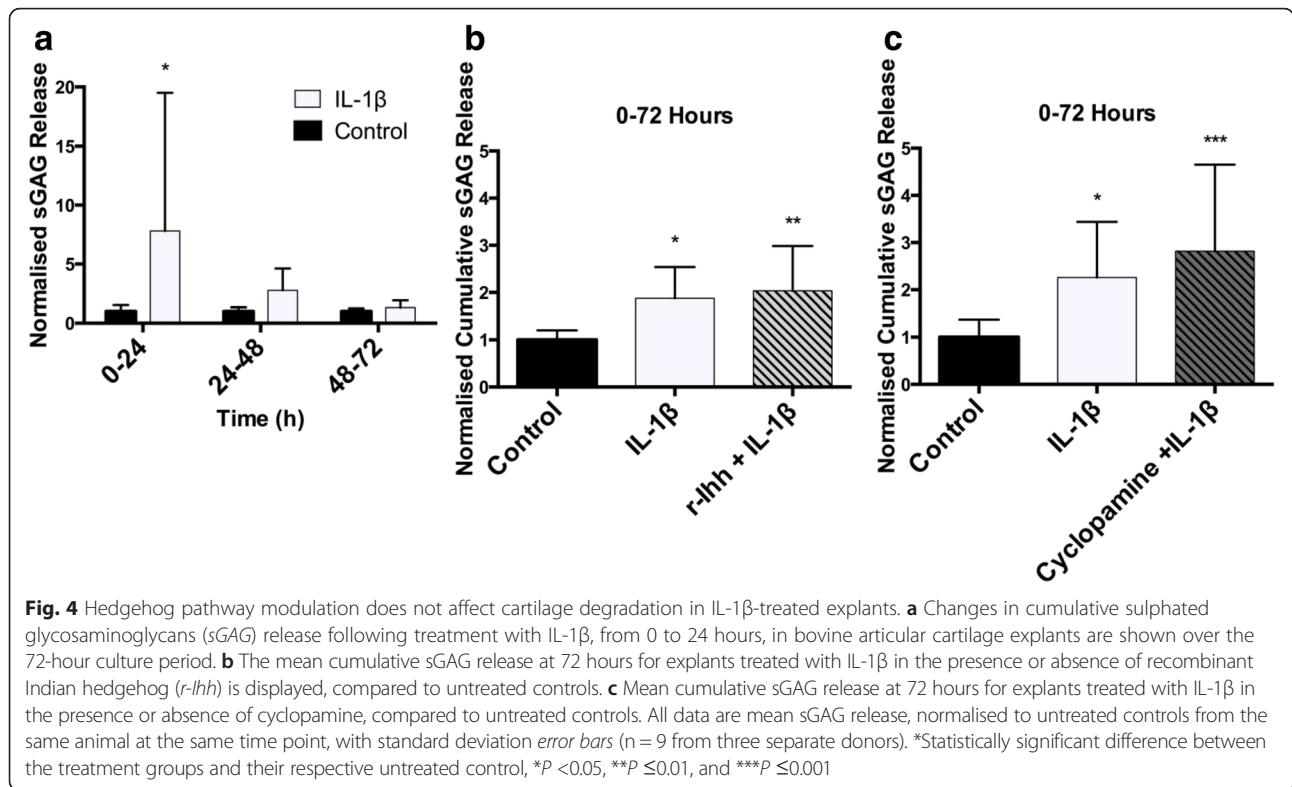 a
Normalised sGAG Release
20
15
10
5
0
*
IL-1β
Control
0-24
24-48
48-72
Time (h)
b
0-72 Hours
Normalised Cumulative sGAG Release
5
4
3
2
1
0
*
**
Control
IL-1β
r-Ihh + IL-1β
c
0-72 Hours
Normalised Cumulative sGAG Release
5
4
3
2
1
0
*
***
Control
IL-1β
Cyclopamine +IL-1β
Fig. 4 Hedgehog pathway modulation does not affect cartilage degradation in IL-1β-treated explants. a Changes in cumulative sulphated
glycosaminoglycans (sGAG) release following treatment with IL-1β, from 0 to 24 hours, in bovine articular cartilage explants are shown over the
72-hour culture period. b The mean cumulative sGAG release at 72 hours for explants treated with IL-1β in the presence or absence of recombinant
Indian hedgehog (r-Ihh) is displayed, compared to untreated controls. c Mean cumulative sGAG release at 72 hours for explants treated with IL-1β in
the presence or absence of cyclopamine, compared to untreated controls. All data are mean sGAG release, normalised to untreated controls from the
same animal at the same time point, with standard deviation error bars (n = 9 from three separate donors). *Statistically significant difference between
the treatment groups and their respective untreated control, *P <0.05, **P ≤0.01, and ***P ≤0.001